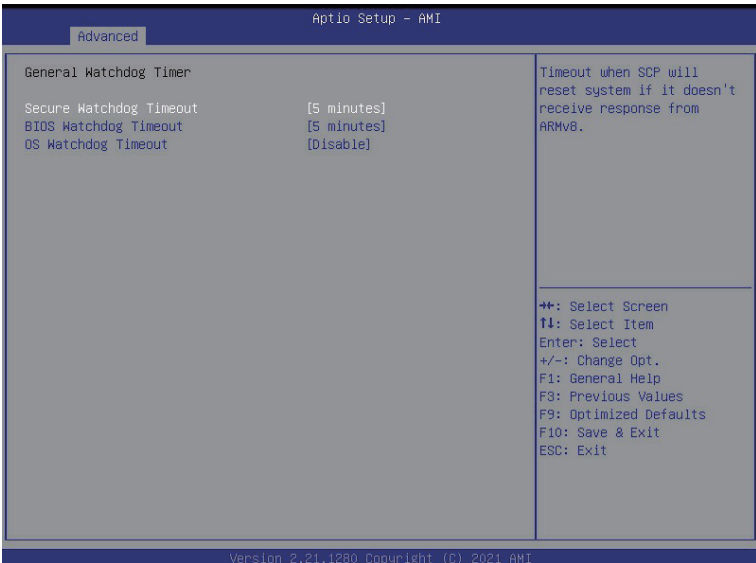 Aptio Setup – AMI
Advanced
General Watchdog Timer
Secure Watchdog Timeout [5 minutes]
BIOS Watchdog Timeout [5 minutes]
OS Watchdog Timeout [Disable]
Timeout when SCP will
reset system if it doesn't
receive response from
ARMv8.
→←: Select Screen
↑↓: Select Item
Enter: Select
+/-: Change Opt.
F1: General Help
F3: Previous Values
F9: Optimized Defaults
F10: Save & Exit
ESC: Exit
Version 2.21.1280 Copyright (C) 2021 AMI